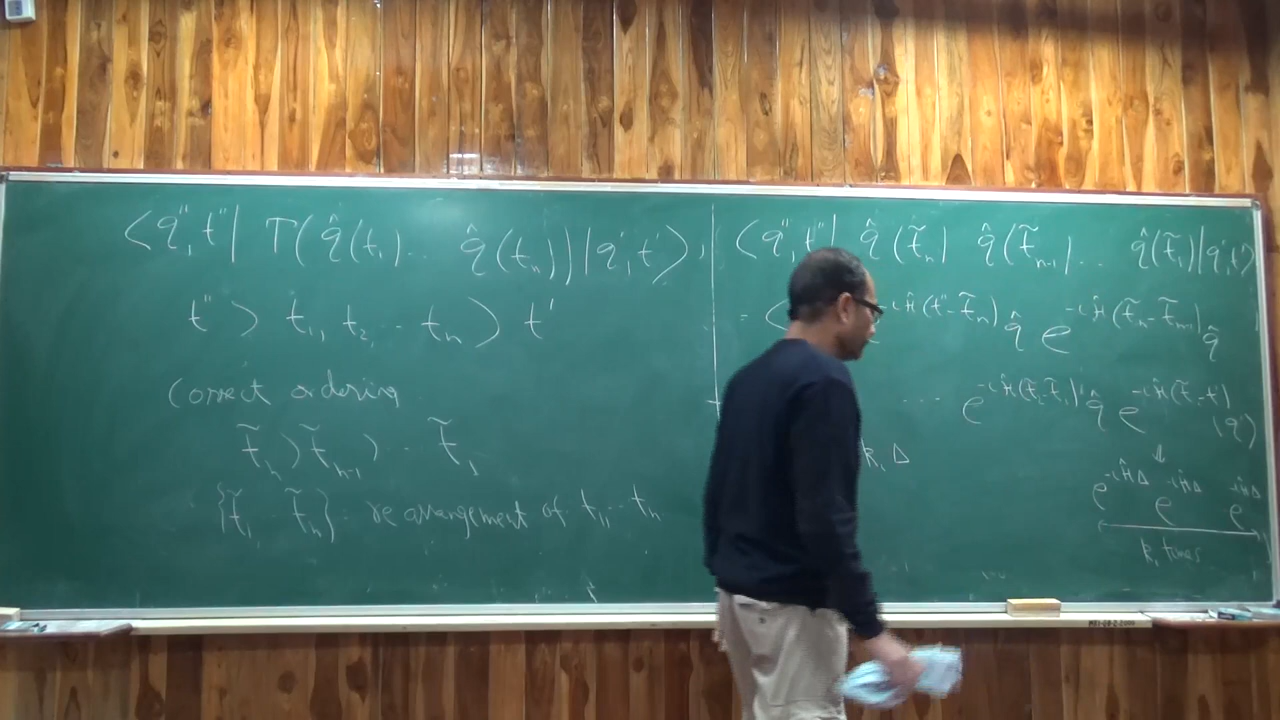 ⟨q'', t''| T(q̂(t₁)... q̂(tₙ))|q', t'⟩,
t'' > t₁, t₂, ... tₙ > t'
Correct ordering
t̃ₙ > t̃ₙ₋₁ > ... t̃₁
{t̃₁ ... t̃ₙ}: rearrangement of t₁, ... tₙ
⟨q'', t''| q̂(t̃ₙ) q̂(t̃ₙ₋₁)... q̂(t̃₁)|q', t'⟩
= ⟨ -iĤ(t''-t̃ₙ) q̂ e^{-iĤ(t̃ₙ-t̃ₙ₋₁)} q̂
... e^{-iĤ(t̃₂-t̃₁)} q̂ e^{-iĤ(t̃₁-t')} |q'⟩
k₁Δ
⇓
e^{-iĤΔ} e^{-iĤΔ} e^{-iĤΔ}
k₁ times